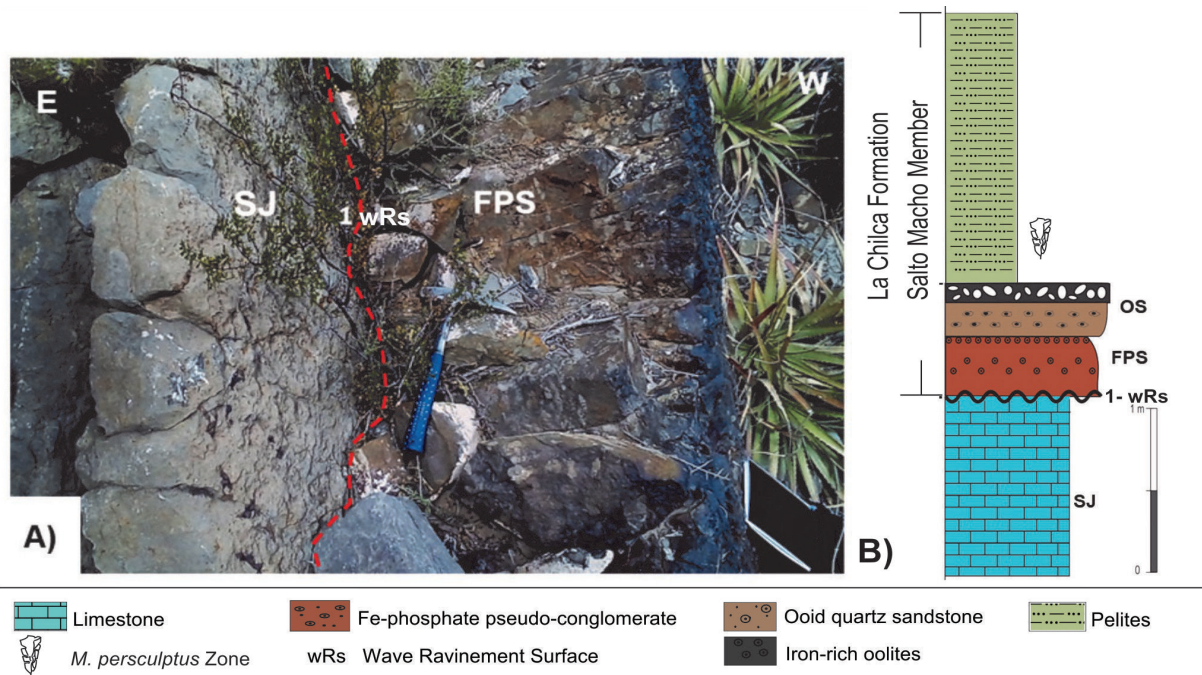 E
W
SJ
1 wRs
FPS
A)
La Chilca Formation
Salto Macho Member
OS
FPS
1- wRs
1 m
SJ
0
B)
Limestone
Fe-phosphate pseudo-conglomerate
Ooid quartz sandstone
Pelites
M. persculptus Zone
wRs Wave Ravinement Surface
Iron-rich oolites